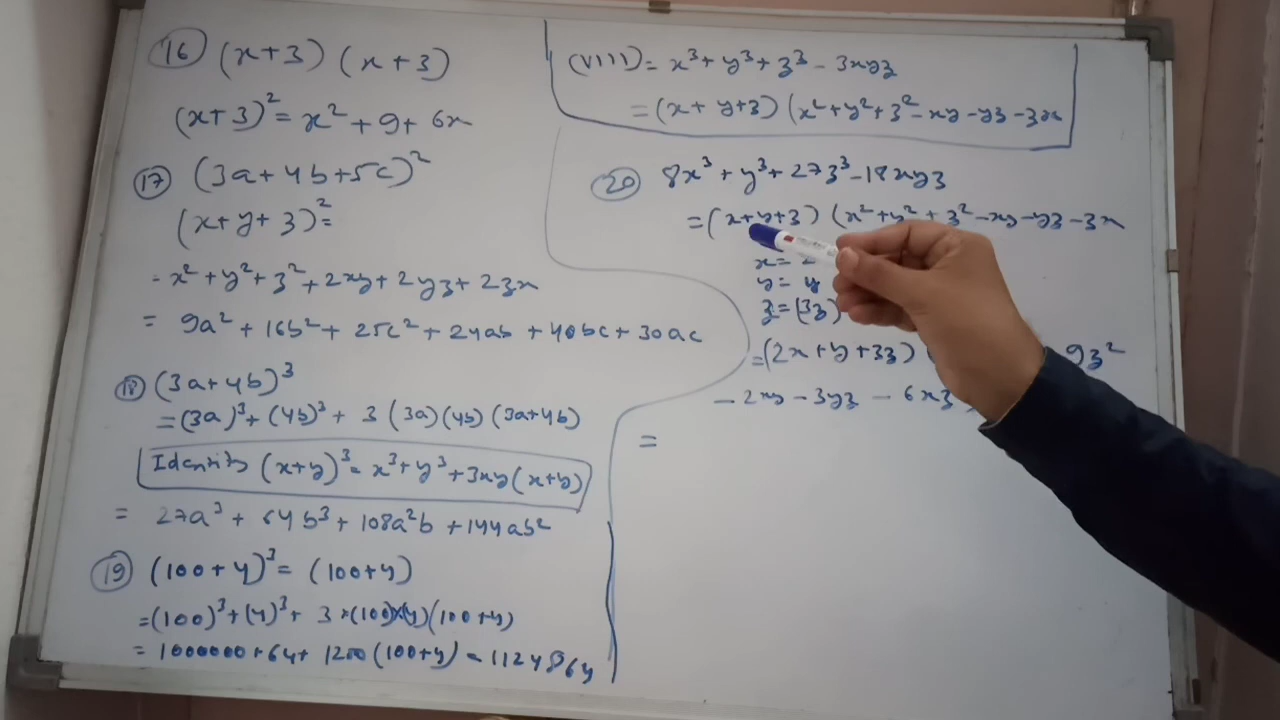 16 (x+3) (x+3)
(x+3)² = x² + 9 + 6x
17 (3a+4b+5c)²
(x+y+z)² =
= x² + y² + z² + 2xy + 2yz + 2zx
= 9a² + 16b² + 25c² + 24ab + 40bc + 30ac
18 (3a+4b)³
= (3a)³ + (4b)³ + 3 (3a)(4b) (3a+4b)
Identity (x+y)³ = x³+y³+3xy(x+y)
= 27a³ + 64b³ + 108a²b + 144ab²
19 (100+4)³ = (100+4)
= (100)³ + (4)³ + 3×(100)×(4)(100+4)
= 1000000 + 64 + 1200(100+4) = 1124864
(VIII) = x³ + y³ + z³ - 3xyz
= (x+ y+z) (x²+y²+z²-xy-yz-zx
20 8x³ + y³ + 27z³ - 18xyz
= (x+y+z) (x²+y²+z²-xy-yz-zx
x = 2
y = y
z = (3z)
= (2x+y+3z) ( 9z²
- 2xy - 3yz - 6xz
=